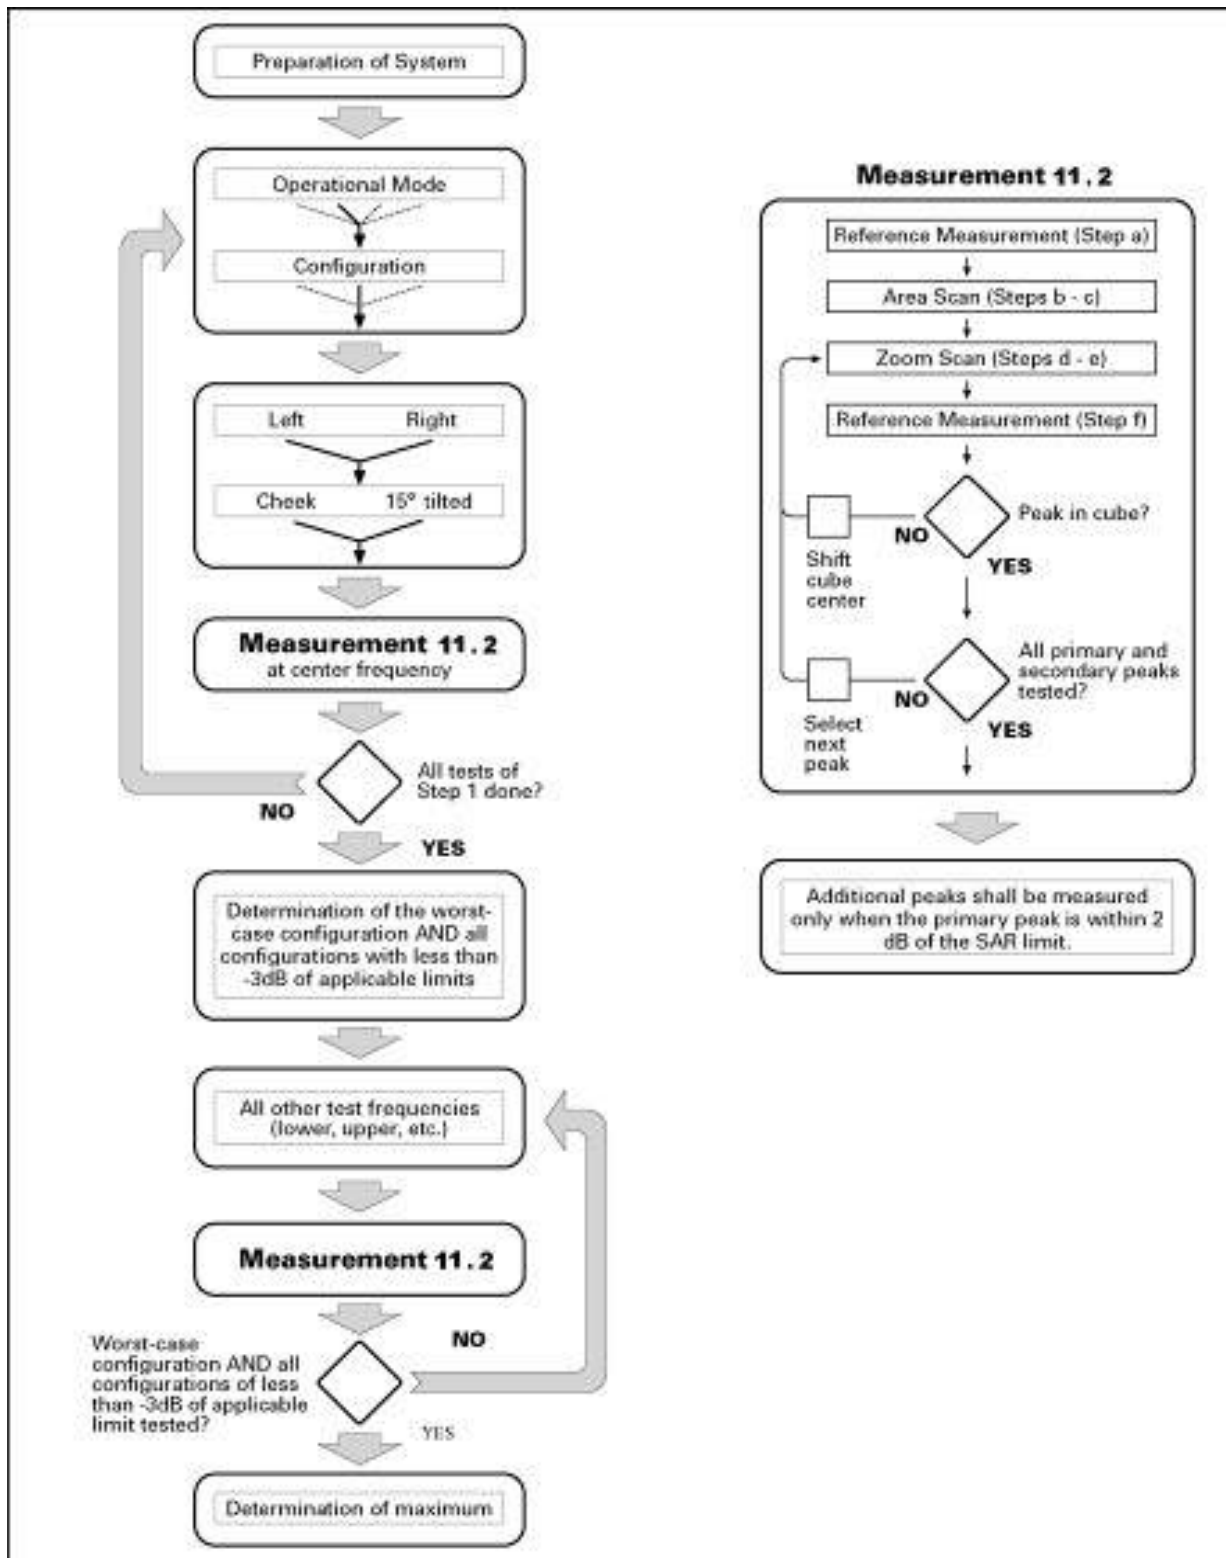 Preparation of System
Operational Mode
Configuration
Left Right
Cheek 15° tilted
Measurement 11.2
at center frequency
All tests of
Step 1 done?
NO
YES
Determination of the worst-
case configuration AND all
configurations with less than
-3dB of applicable limits
All other test frequencies
(lower, upper, etc.)
Measurement 11.2
NO
Worst-case
configuration AND all
configurations of less
than -3dB of applicable
limit tested?
YES
Determination of maximum
Measurement 11.2
Reference Measurement (Step a)
Area Scan (Steps b - c)
Zoom Scan (Steps d - e)
Reference Measurement (Step f)
Peak in cube?
NO
YES
Shift
cube
center
All primary and
secondary peaks
tested?
NO
YES
Select
next
peak
Additional peaks shall be measured
only when the primary peak is within 2
dB of the SAR limit.